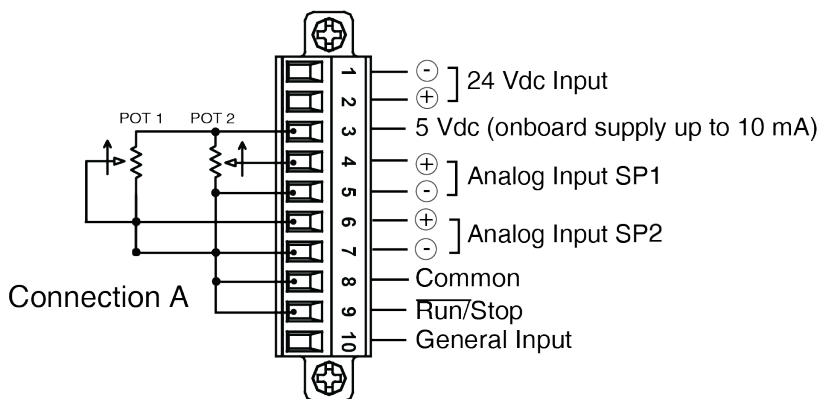 1 - 24 Vdc Input
2 +
POT 1 POT 2
3 5 Vdc (onboard supply up to 10 mA)
4 + Analog Input SP1
5 -
6 + Analog Input SP2
7 -
8 Common
Connection A
9 Run/Stop
10 General Input